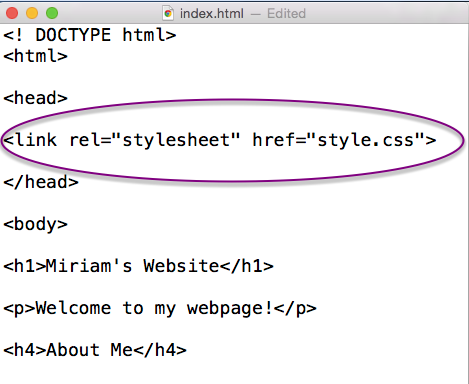 index.html — Edited
<! DOCTYPE html>
<html>
<head>
<link rel="stylesheet" href="style.css">
</head>
<body>
<h1>Miriam's Website</h1>
<p>Welcome to my webpage!</p>
<h4>About Me</h4>